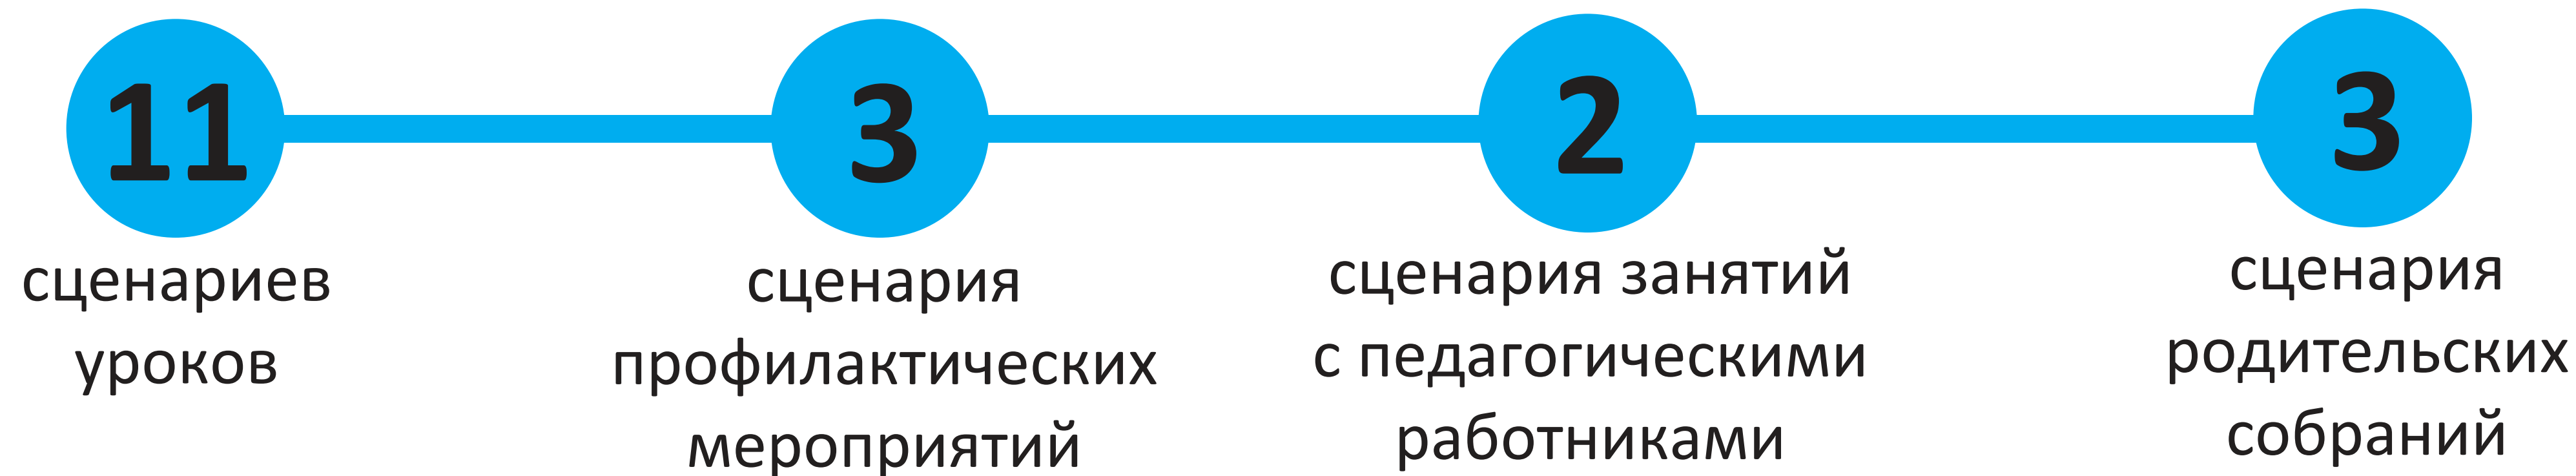 11
сценариев
уроков
3
сценария
профилактических
мероприятий
2
сценария занятий
с педагогическими
работниками
3
сценария
родительских
собраний